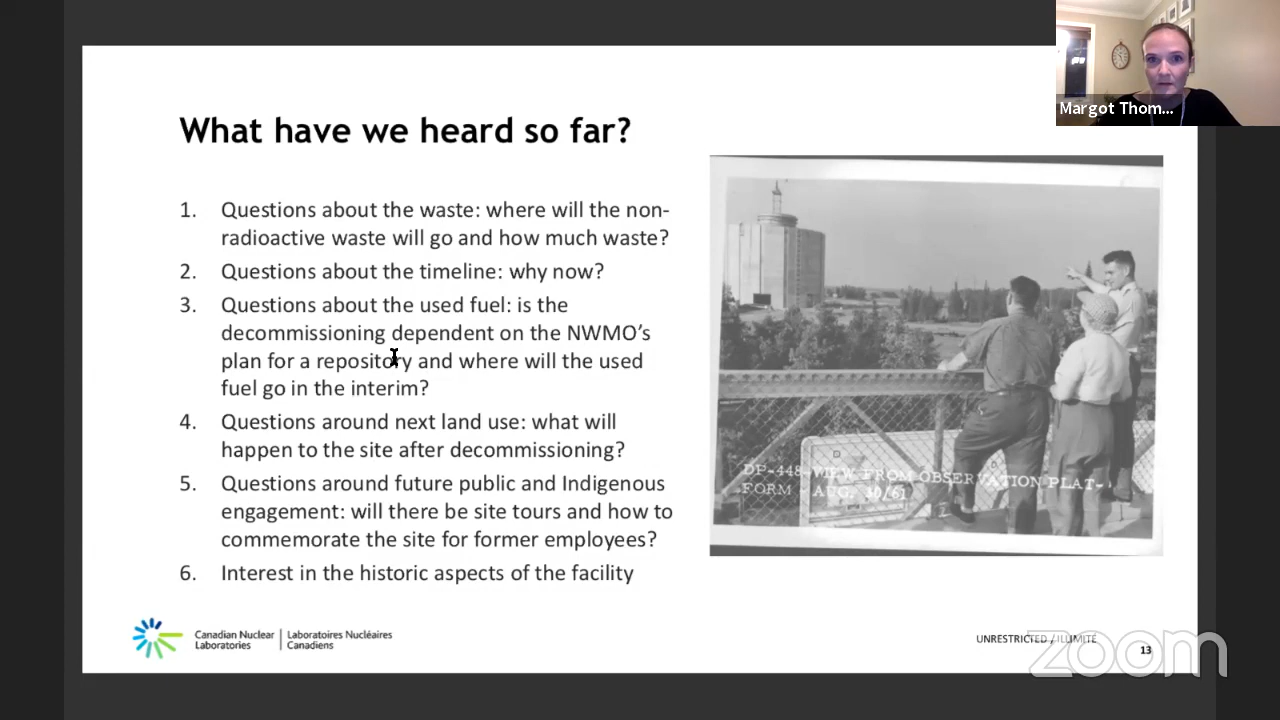 Margot Thom...
What have we heard so far?
1. Questions about the waste: where will the non-
radioactive waste will go and how much waste?
2. Questions about the timeline: why now?
3. Questions about the used fuel: is the
decommissioning dependent on the NWMO’s
plan for a repository and where will the used
fuel go in the interim?
4. Questions around next land use: what will
happen to the site after decommissioning?
5. Questions around future public and Indigenous
engagement: will there be site tours and how to
commemorate the site for former employees?
6. Interest in the historic aspects of the facility
DP-448-VIEW FROM OBSERVATION PLAT-
FORM - AUG. 30/61
Canadian Nuclear
Laboratories
Laboratoires Nucléaires
Canadiens
UNRESTRICTED / ILLIMITÉ
13
zoom